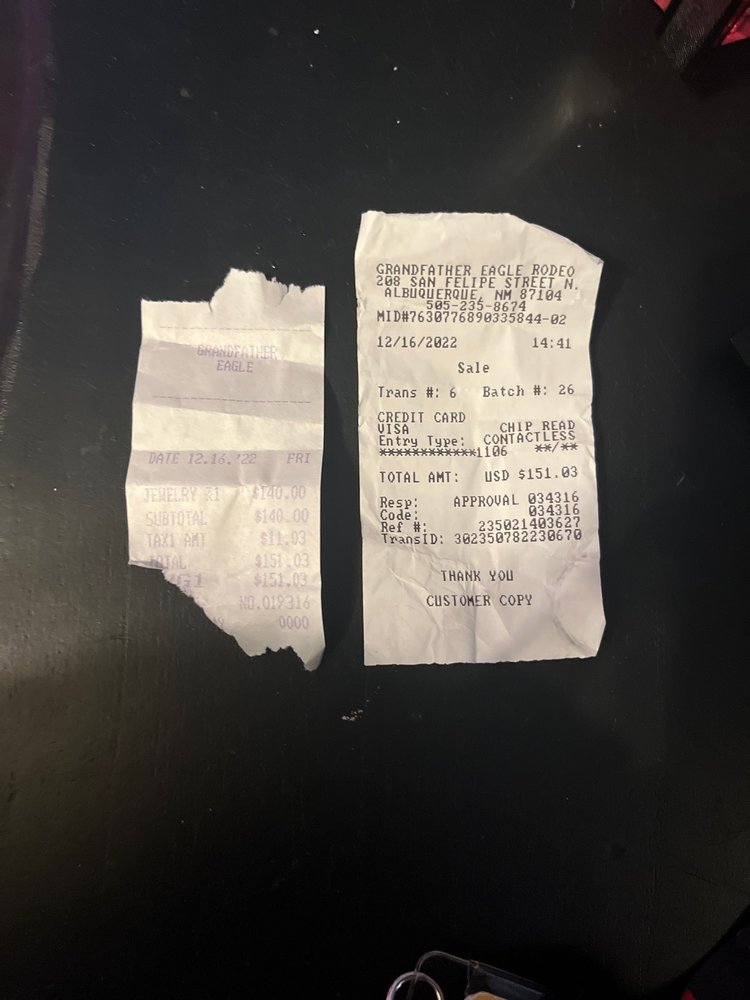 GRANDFATHER
EAGLE
DATE 12.16.'22 FRI
JEWELRY $140.00
SUBTOTAL $140.00
TAX1 AMT $11.03
TOTAL $151.03
$151.03
NO.019316
0000
GRANDFATHER EAGLE RODEO
208 SAN FELIPE STREET N.
ALBUQUERQUE, NM 87104
505-235-8674
MID#7630776890335844-02
12/16/2022 14:41
Sale
Trans #: 6 Batch #: 26
CREDIT CARD
VISA CHIP READ
Entry Type: CONTACTLESS
************1106 **/**
TOTAL AMT: USD $151.03
Resp: APPROVAL 034316
Code: 034316
Ref #: 235021403627
TransID: 302350782230670
THANK YOU
CUSTOMER COPY